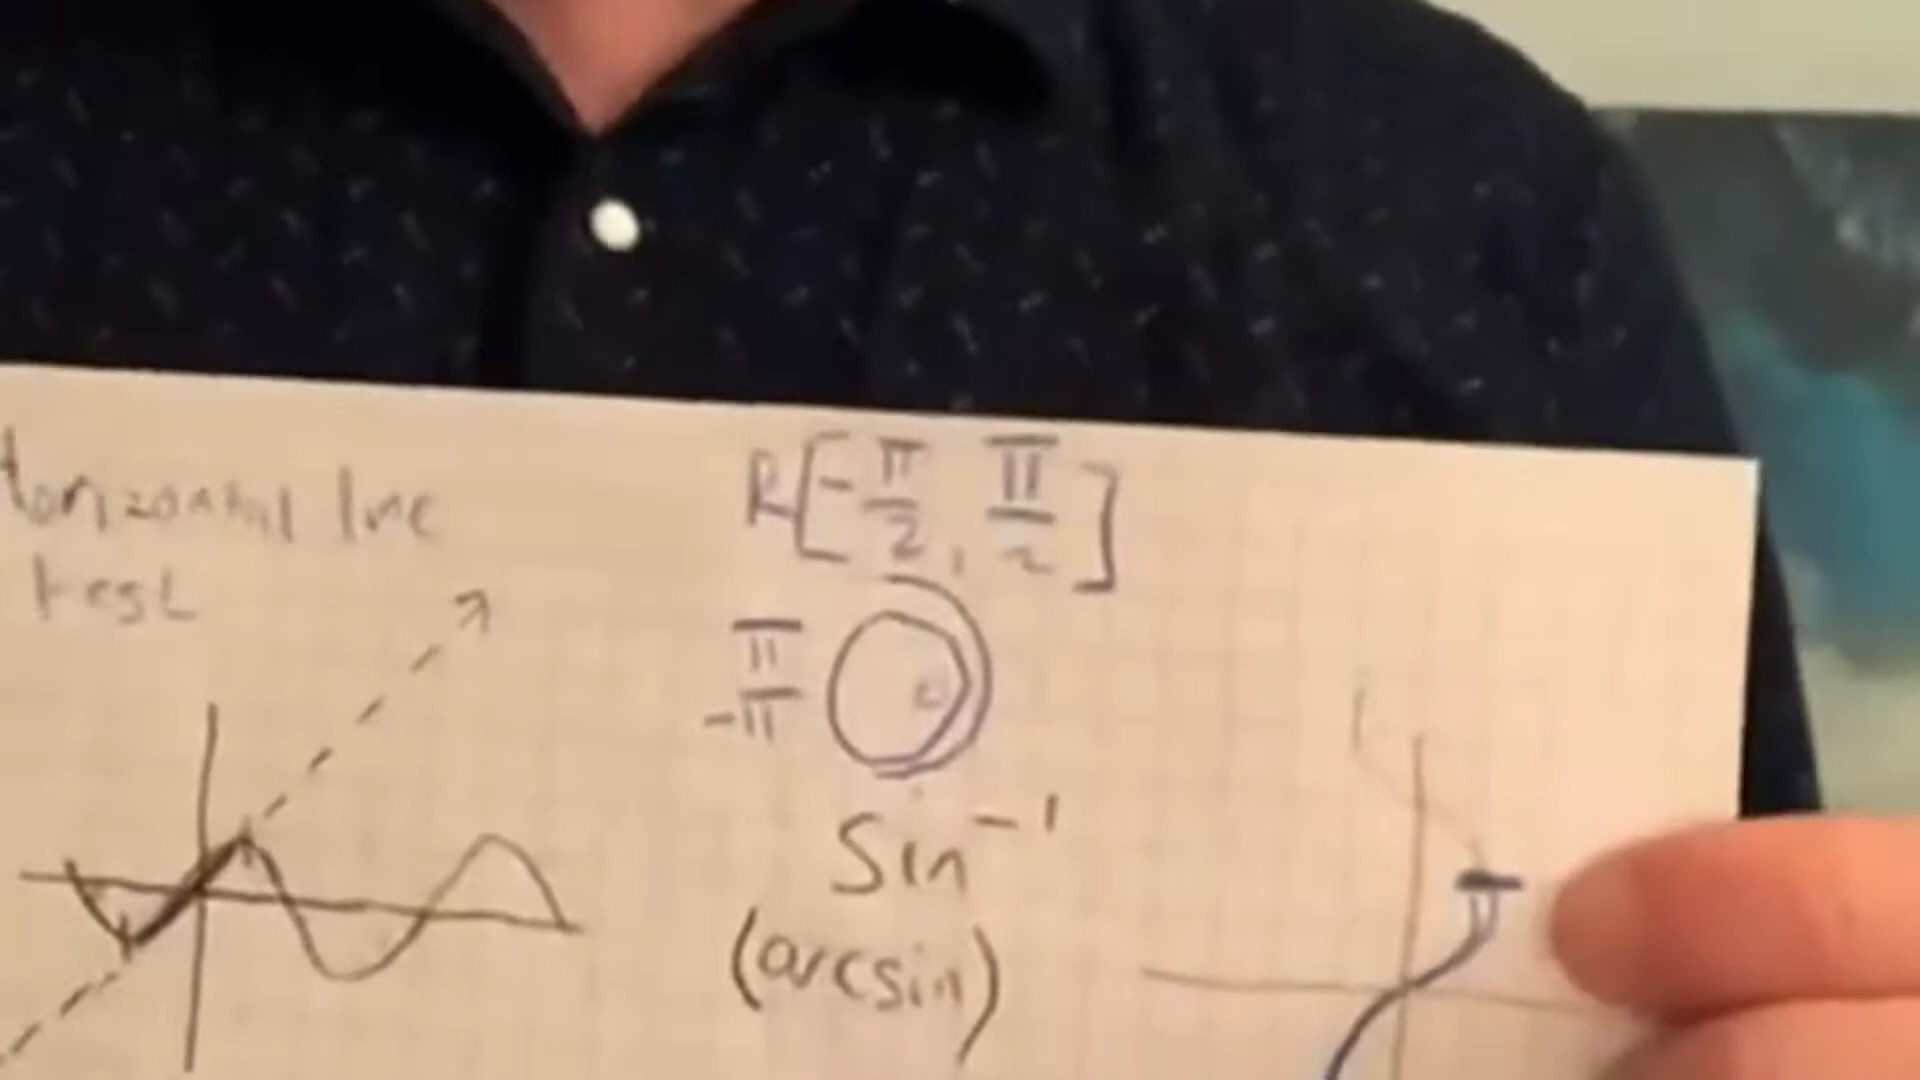 Horizontal line
test
R[-π/2, π/2]
π
-π
Sin⁻¹
(arcsin)